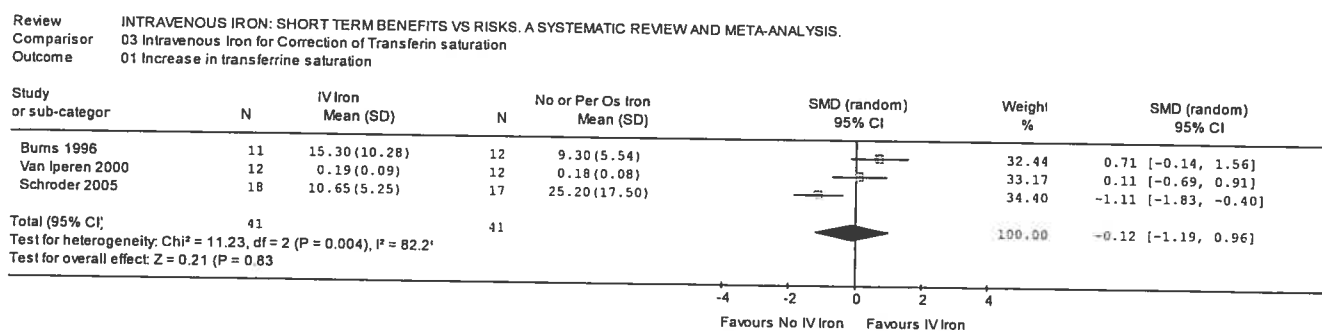 Review INTRAVENOUS IRON: SHORT TERM BENEFITS VS RISKS. A SYSTEMATIC REVIEW AND META-ANALYSIS.
Comparisor 03 Intravenous Iron for Correction of Transferin saturation
Outcome 01 Increase in transferrine saturation
Study IV Iron No or Per Os Iron SMD (random) Weight SMD (random)
or sub-categor N Mean (SD) N Mean (SD) 95% CI % 95% CI
Burns 1996 11 15.30(10.28) 12 9.30(5.54) 32.44 0.71 [-0.14, 1.56]
Van Iperen 2000 12 0.19(0.09) 12 0.18(0.08) 33.17 0.11 [-0.69, 0.91]
Schroder 2005 18 10.65(5.25) 17 25.20(17.50) 34.40 -1.11 [-1.83, -0.40]
Total (95% CI) 41 41 100.00 -0.12 [-1.19, 0.96]
Test for heterogeneity: Chi² = 11.23, df = 2 (P = 0.004), I² = 82.2
Test for overall effect: Z = 0.21 (P = 0.83
-4 -2 0 2 4
Favours No IV Iron Favours IV Iron